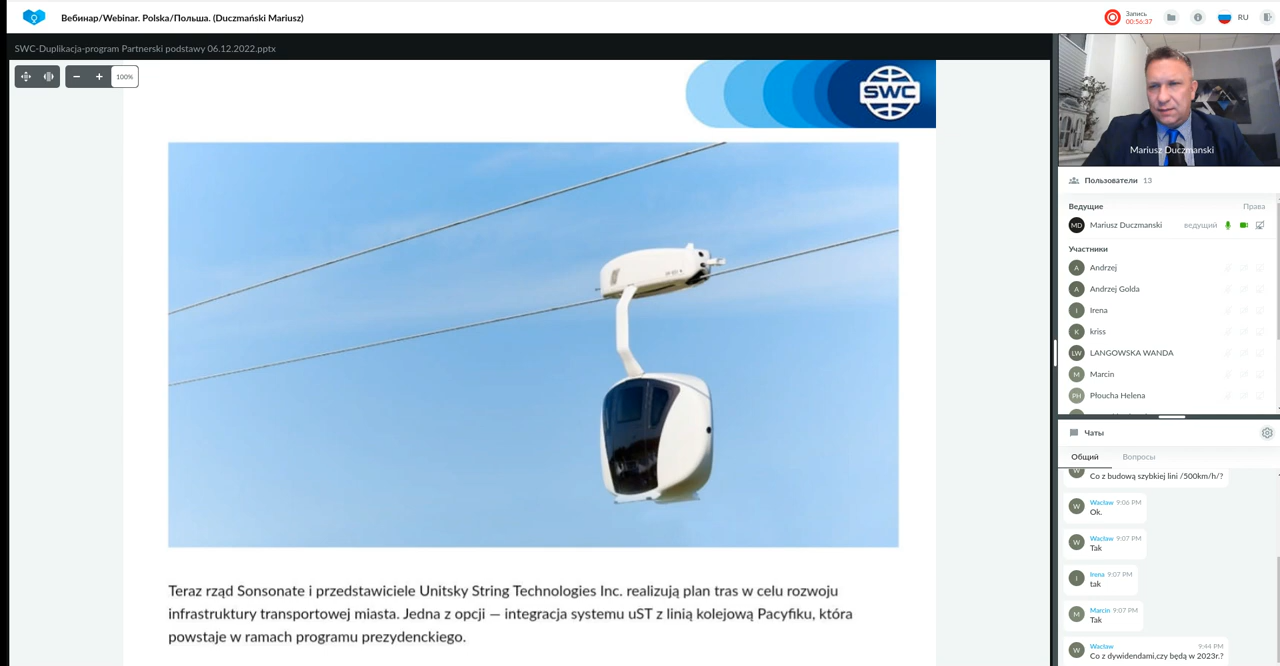 Вебинар/Webinar. Polska/Польша. (Duczmański Mariusz)
Запись
00:56:37
RU
SWC-Duplikacja-program Partnerski podstawy 06.12.2022.pptx
100%
SWC
Teraz rząd Sonsonate i przedstawiciele Unitsky String Technologies Inc. realizują plan tras w celu rozwoju
infrastruktury transportowej miasta. Jedna z opcji — integracja systemu uST z linią kolejową Pacyfiku, która
powstaje w ramach programu prezydenckiego.
Mariusz Duczmanski
Пользователи 13
Ведущие Права
MD Mariusz Duczmanski ведущий
Участники
A Andrzej
A Andrzej Golda
I Irena
K kriss
LW LANGOWSKA WANDA
M Marcin
PH Płoucha Helena
Чаты
Общий Вопросы
W Co z budową szybkiej lini /500km/h/?
W Wacław 9:06 PM
Ok.
W Wacław 9:07 PM
Tak
I Irena 9:07 PM
tak
M Marcin 9:07 PM
Tak
W Wacław 9:44 PM
Co z dywidendami,czy będą w 2023r.?